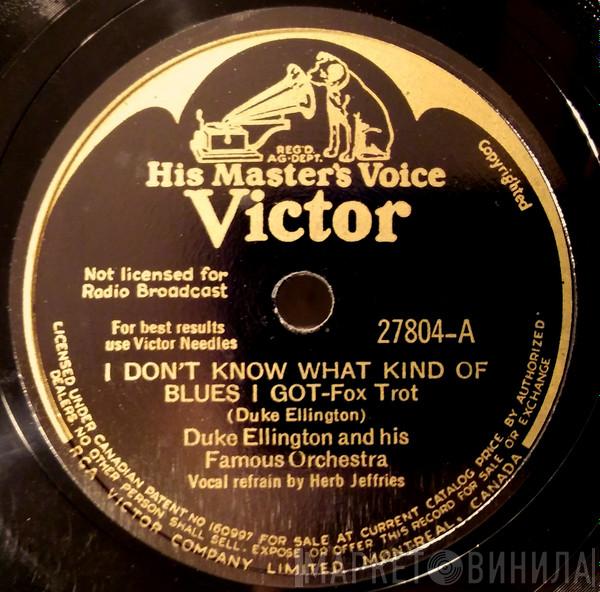 REG'D.
AG-DEPT.
His Master's Voice
Victor
Copyrighted
Not licensed for
Radio Broadcast
For best results
use Victor Needles
27804-A
I DON'T KNOW WHAT KIND OF
BLUES I GOT-Fox Trot
(Duke Ellington)
Duke Ellington and his
Famous Orchestra
Vocal refrain by Herb Jeffries
LICENSED UNDER CANADIAN PATENT NO 160997 FOR SALE AT CURRENT CATALOG PRICE BY AUTHORIZED
DEALERS NO OTHER PERSON SHALL SELL, EXPOSE OR OFFER THIS RECORD FOR SALE OR EXCHANGE
RCA VICTOR COMPANY LIMITED, MONTREAL, CANADA
МАРКЕТ ВИНИЛА